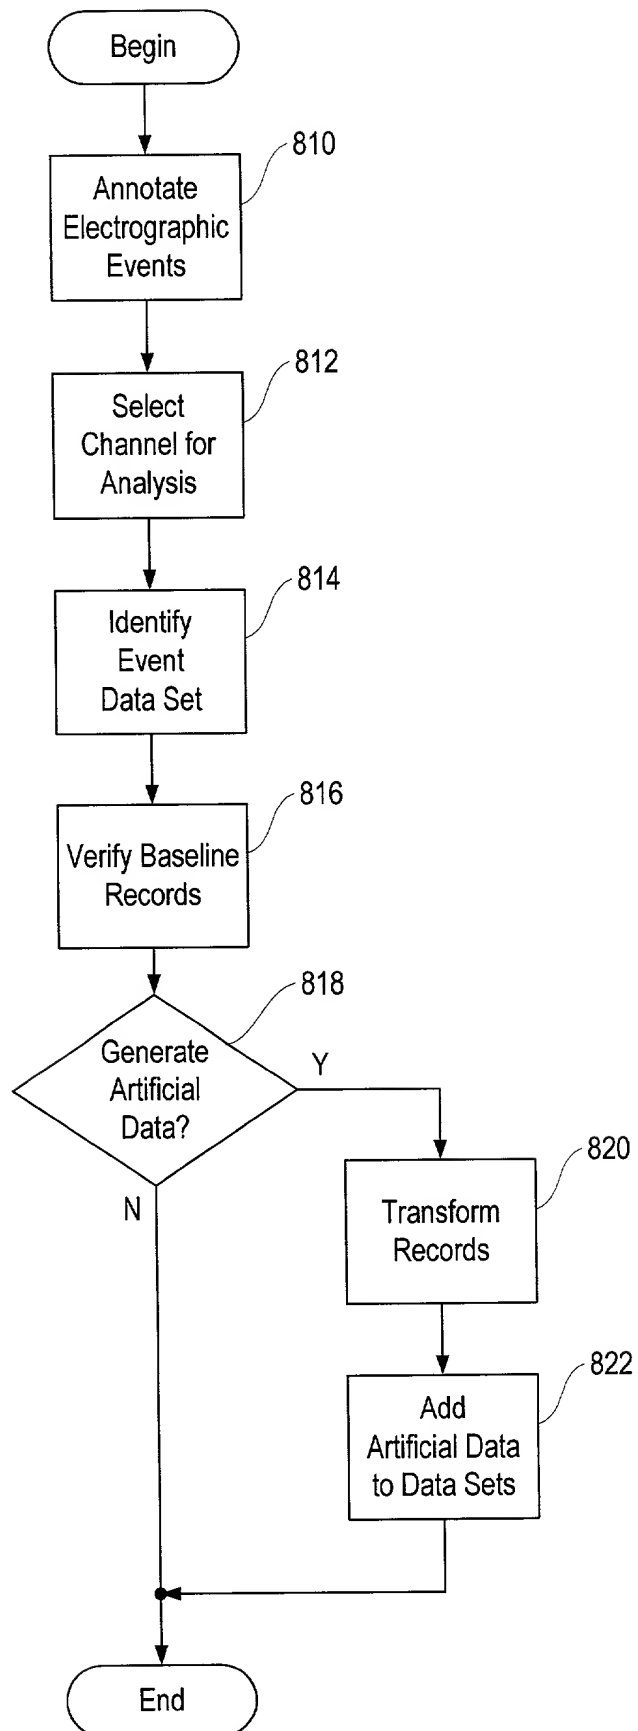 Begin
810
Annotate
Electrographic
Events
812
Select
Channel for
Analysis
814
Identify
Event
Data Set
816
Verify Baseline
Records
818
Generate
Artificial
Data?
Y
N
820
Transform
Records
822
Add
Artificial Data
to Data Sets
End